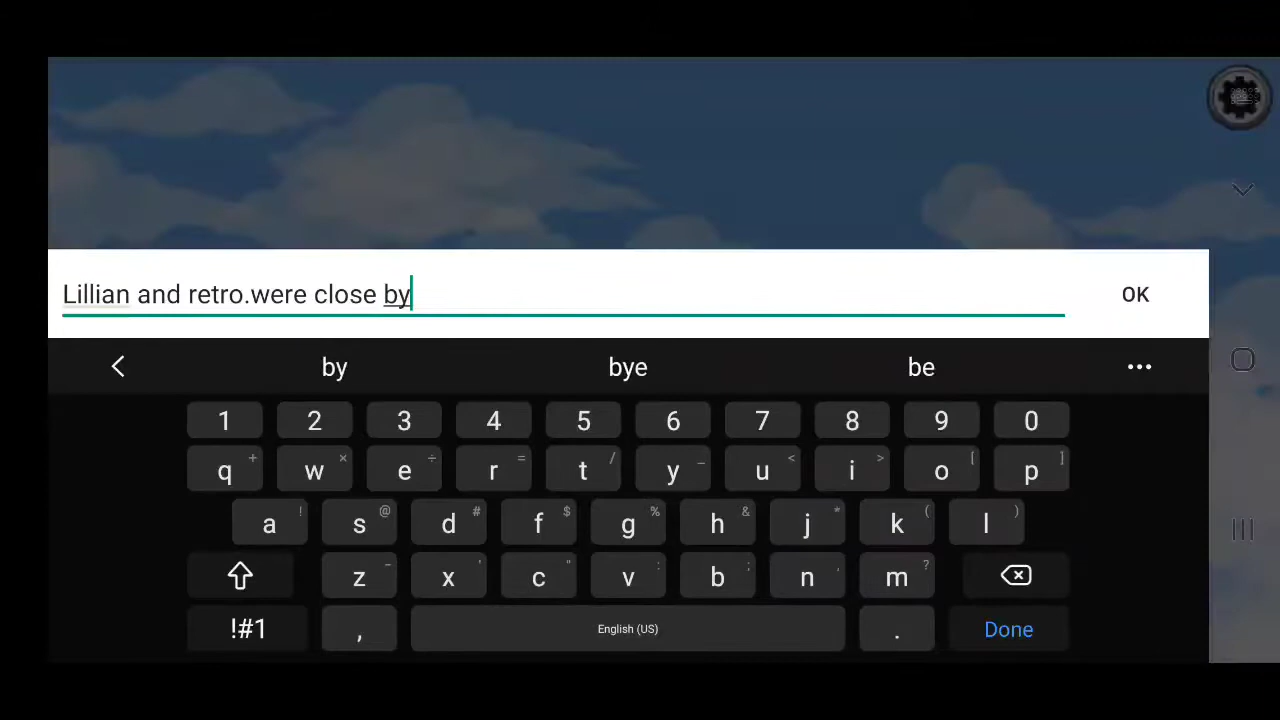 Lillian and retro.were close by
OK
by bye be
1 2 3 4 5 6 7 8 9 0
q + w × e ÷ r = t / y _ u < i > o [ p ]
a ! s @ d # f $ g % h & j * k ( l )
z - x ' c " v : b ; n , m ?
!#1 , English (US) . Done